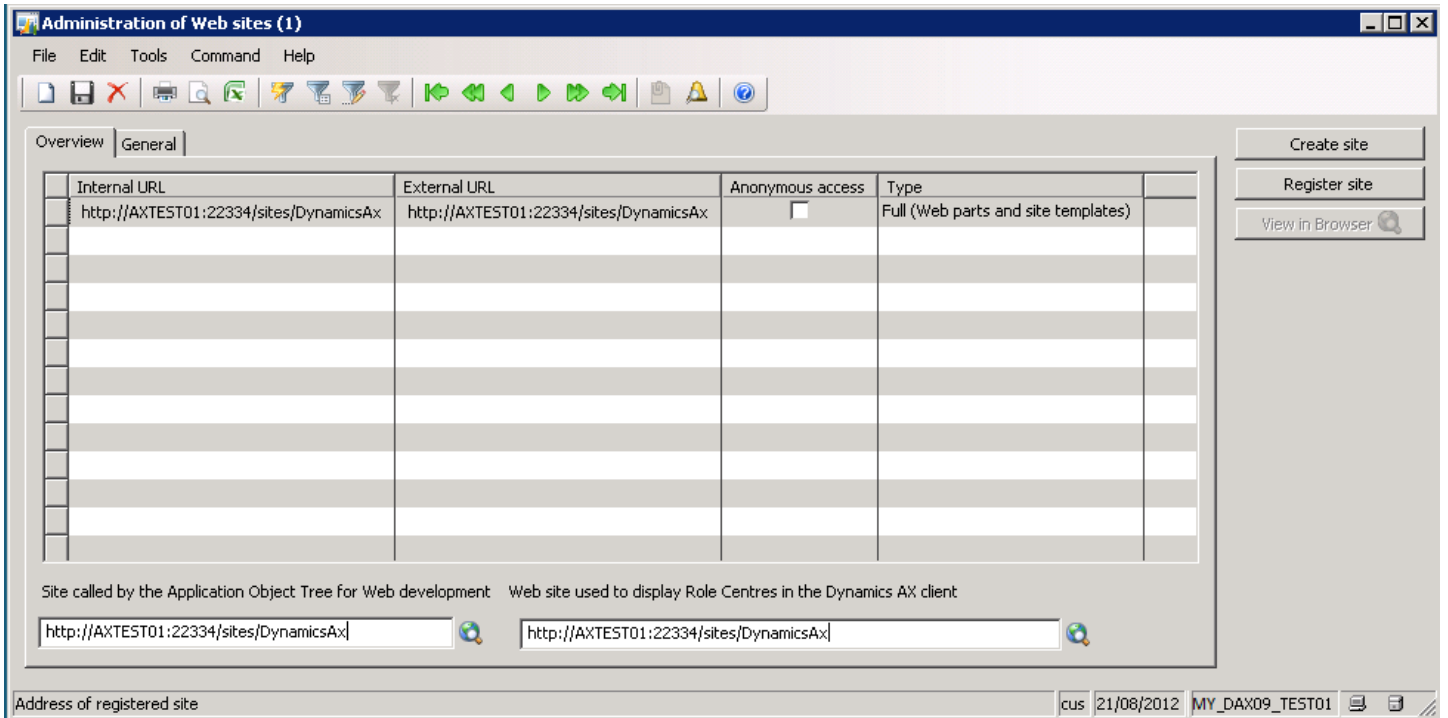 Administration of Web sites (1)
File Edit Tools Command Help
Overview General
Create site
Register site
View in Browser
Internal URL External URL Anonymous access Type
http://AXTEST01:22334/sites/DynamicsAx http://AXTEST01:22334/sites/DynamicsAx Full (Web parts and site templates)
Site called by the Application Object Tree for Web development Web site used to display Role Centres in the Dynamics AX client
http://AXTEST01:22334/sites/DynamicsAx http://AXTEST01:22334/sites/DynamicsAx
Address of registered site cus 21/08/2012 MY_DAX09_TEST01